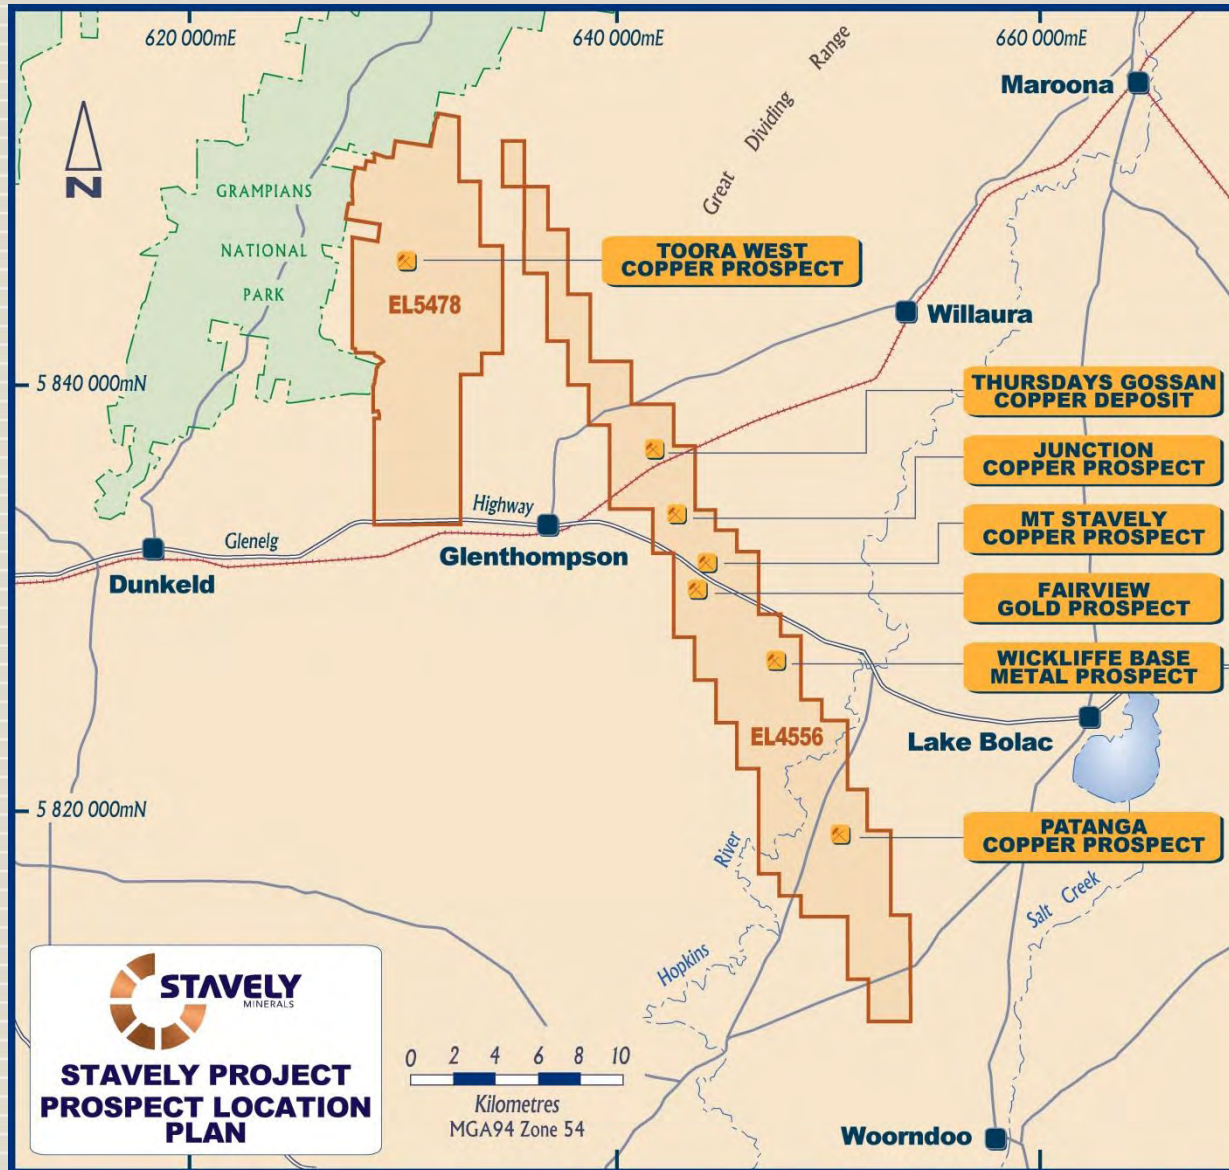 620 000mE
640 000mE
660 000mE
Great Dividing Range
Maroona
N
GRAMPIANS
NATIONAL
PARK
TOORA WEST
COPPER PROSPECT
EL5478
Willaura
5 840 000mN
THURSDAYS GOSSAN
COPPER DEPOSIT
JUNCTION
COPPER PROSPECT
Highway
Glenelg
Glenthompson
Dunkeld
MT STAVELY
COPPER PROSPECT
FAIRVIEW
GOLD PROSPECT
WICKLIFFE BASE
METAL PROSPECT
EL4556
Lake Bolac
5 820 000mN
PATANGA
COPPER PROSPECT
River
Hopkins
Salt Creek
STAVELY
MINERALS
STAVELY PROJECT
PROSPECT LOCATION
PLAN
0 2 4 6 8 10
Kilometres
MGA94 Zone 54
Woorndoo